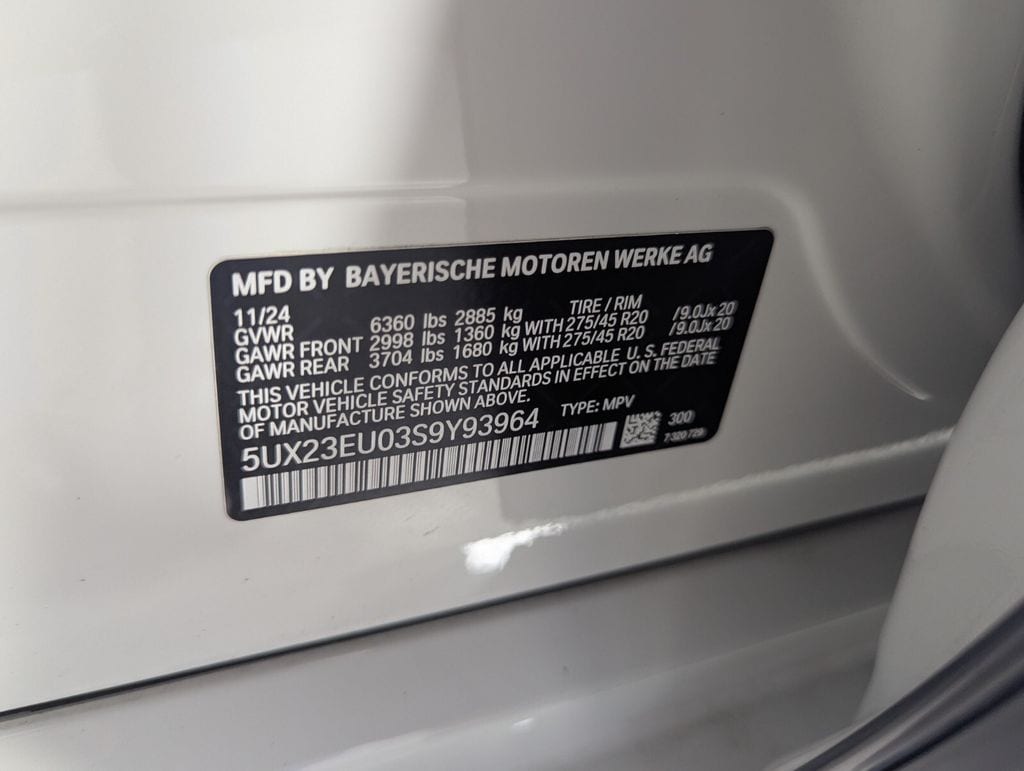 MFD BY BAYERISCHE MOTOREN WERKE AG
11/24 TIRE / RIM
GVWR 6360 lbs 2885 kg
GAWR FRONT 2998 lbs 1360 kg WITH 275/45 R20 /9.0Jx20
GAWR REAR 3704 lbs 1680 kg WITH 275/45 R20 /9.0Jx20
THIS VEHICLE CONFORMS TO ALL APPLICABLE U. S. FEDERAL
MOTOR VEHICLE SAFETY STANDARDS IN EFFECT ON THE DATE
OF MANUFACTURE SHOWN ABOVE.
5UX23EU03S9Y93964 TYPE: MPV
300
7320729